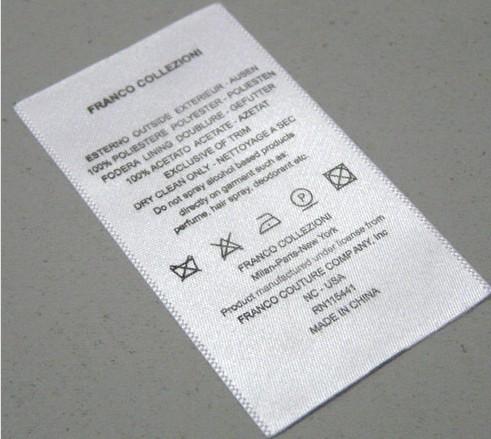 FRANCO COLLEZIONI
ESTERNO OUTSIDE EXTERIEUR - AUSEN
100% POLIESTERE POLYESTER - POLIESTEN
FODERA LINING DOUBLURE - GEFUTTER
100% ACETATO ACETATE - AZETAT
EXCLUSIVE OF TRIM
DRY CLEAN ONLY - NETTOYAGE A SEC
Do not spray alcohol based products
directly on garment such as:
perfume, hair spray, deodorant etc.
P
FRANCO COLLEZIONI
Milan-Paris-New York
Product manufactured under license from
FRANCO COUTURE COMPANY, Inc
NC - USA
RN115441
MADE IN CHINA